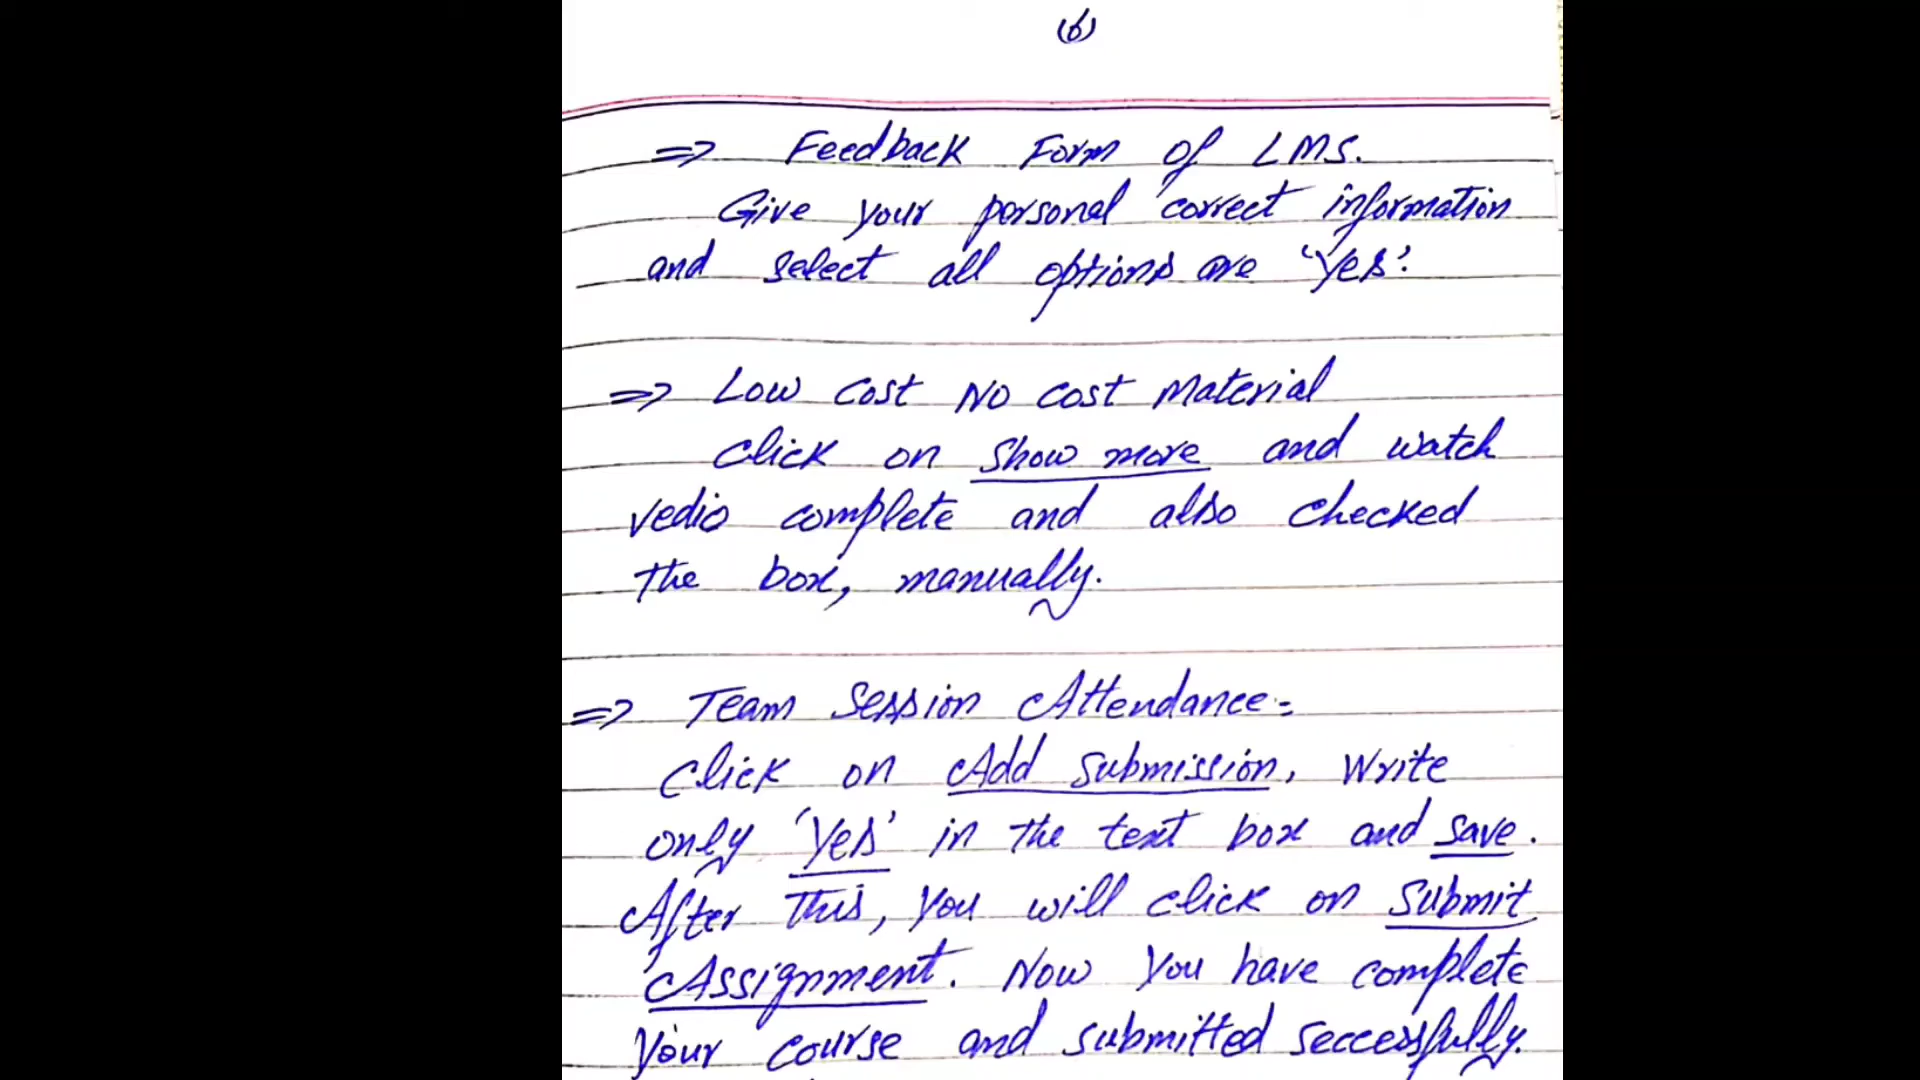 (6)
⇒ Feedback Form of LMS.
Give your personal correct information
and select all options are 'Yes'.
⇒ Low cost No cost Material
Click on Show more and watch
vedio complete and also checked
the box, manually.
⇒ Team Session Attendance:-
Click on Add Submission. Write
only 'Yes' in the text box and save.
After this, you will click on Submit
Assignment. Now you have complete
your course and submitted seccessfully.